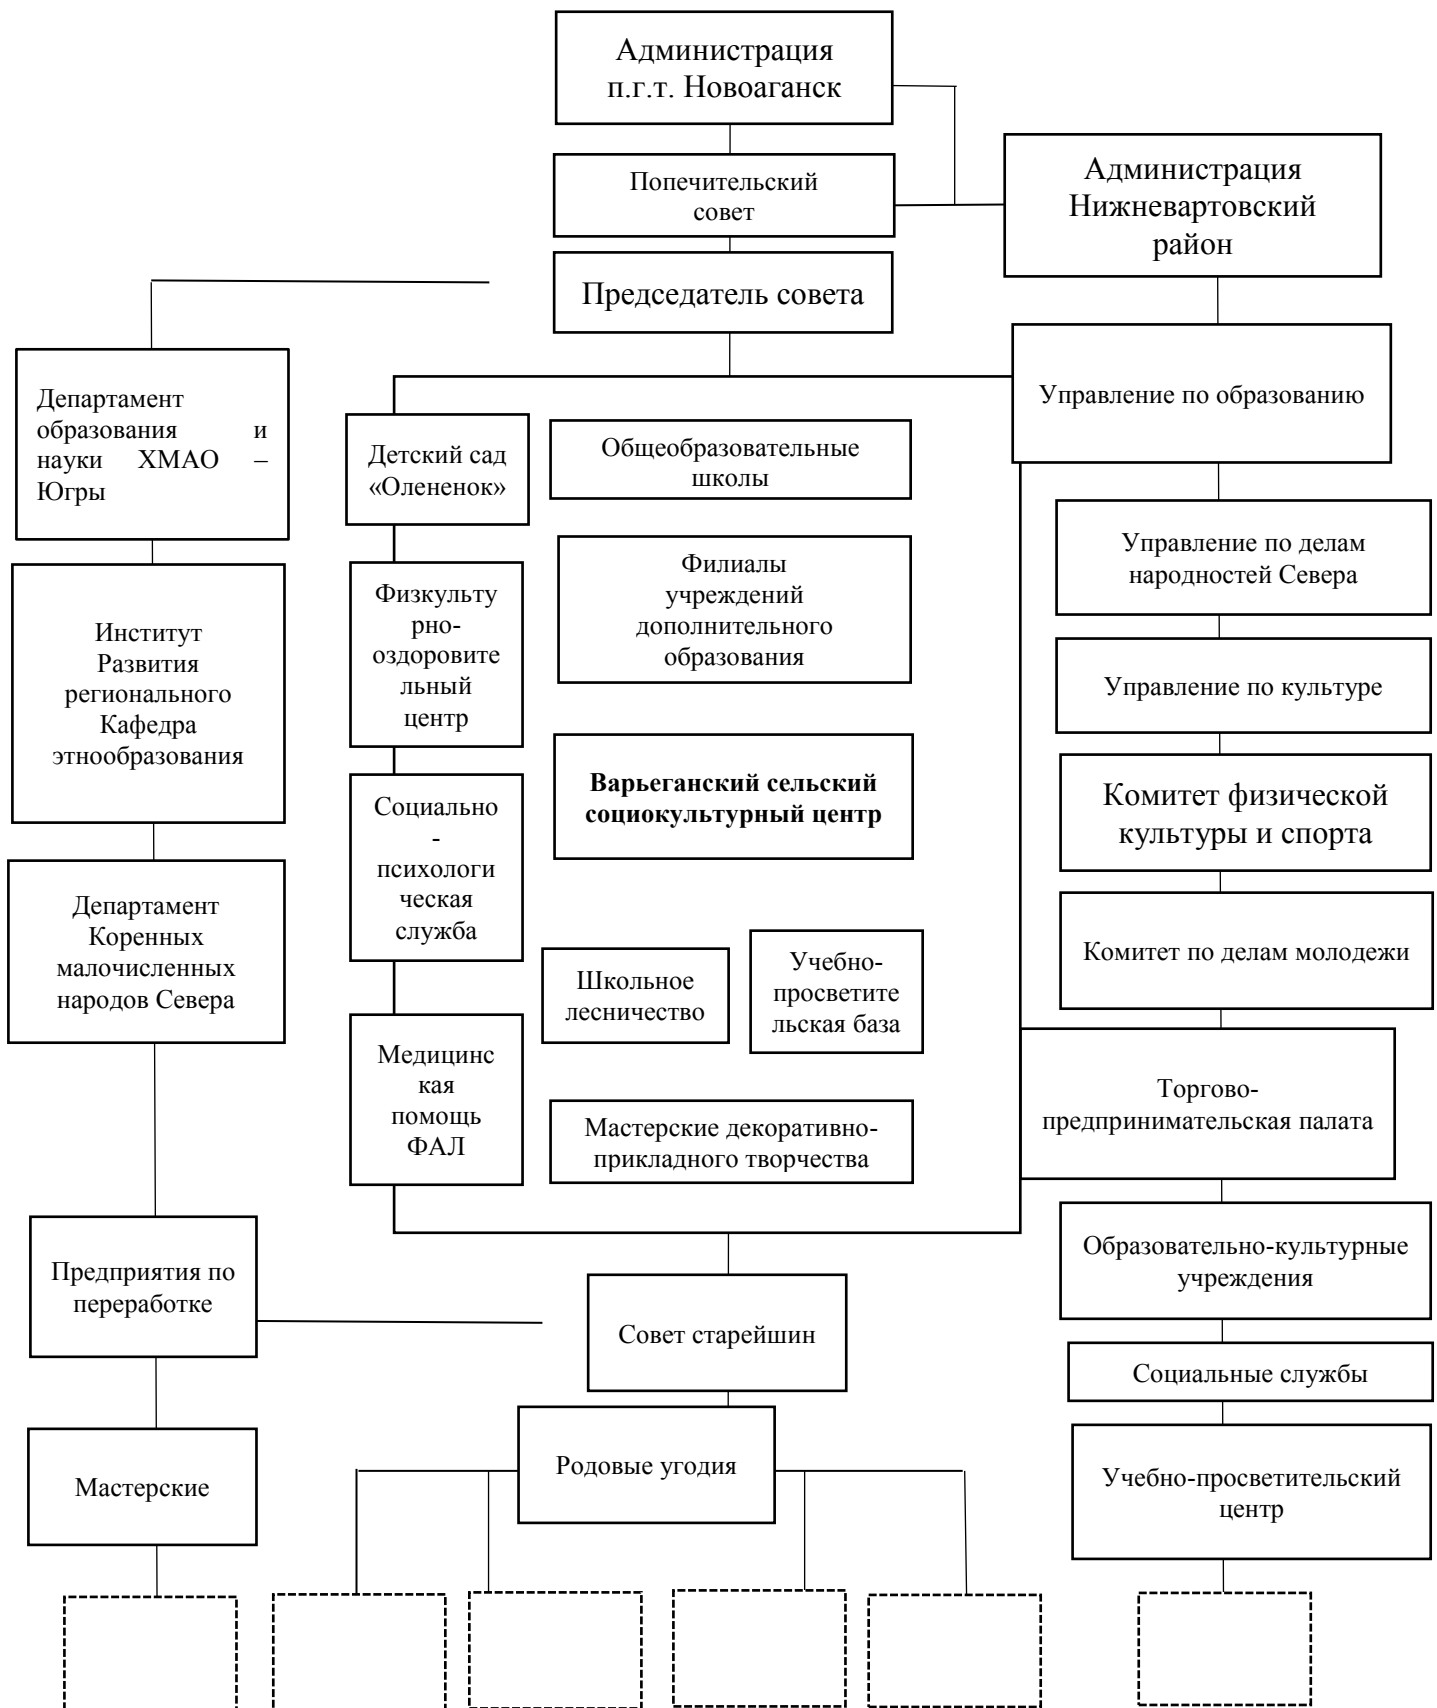 Администрация
п.г.т. Новоаганск
Попечительский
совет
Администрация
Нижневартовский
район
Председатель совета
Департамент
образования и
науки ХМАО –
Югры
Институт
Развития
регионального
Кафедра
этнообразования
Департамент
Коренных
малочисленных
народов Севера
Предприятия по
переработке
Мастерские
Детский сад
«Олененок»
Физкульту
рно-
оздоровите
льный
центр
Социально
-
психологи
ческая
служба
Медицинс
кая
помощь
ФАЛ
Общеобразовательные
школы
Филиалы
учреждений
дополнительного
образования
Варьеганский сельский
социокультурный центр
Школьное
лесничество
Учебно-
просветите
льская база
Мастерские декоративно-
прикладного творчества
Совет старейшин
Родовые угодия
Управление по образованию
Управление по делам
народностей Севера
Управление по культуре
Комитет физической
культуры и спорта
Комитет по делам молодежи
Торгово-
предпринимательская палата
Образовательно-культурные
учреждения
Социальные службы
Учебно-просветительский
центр